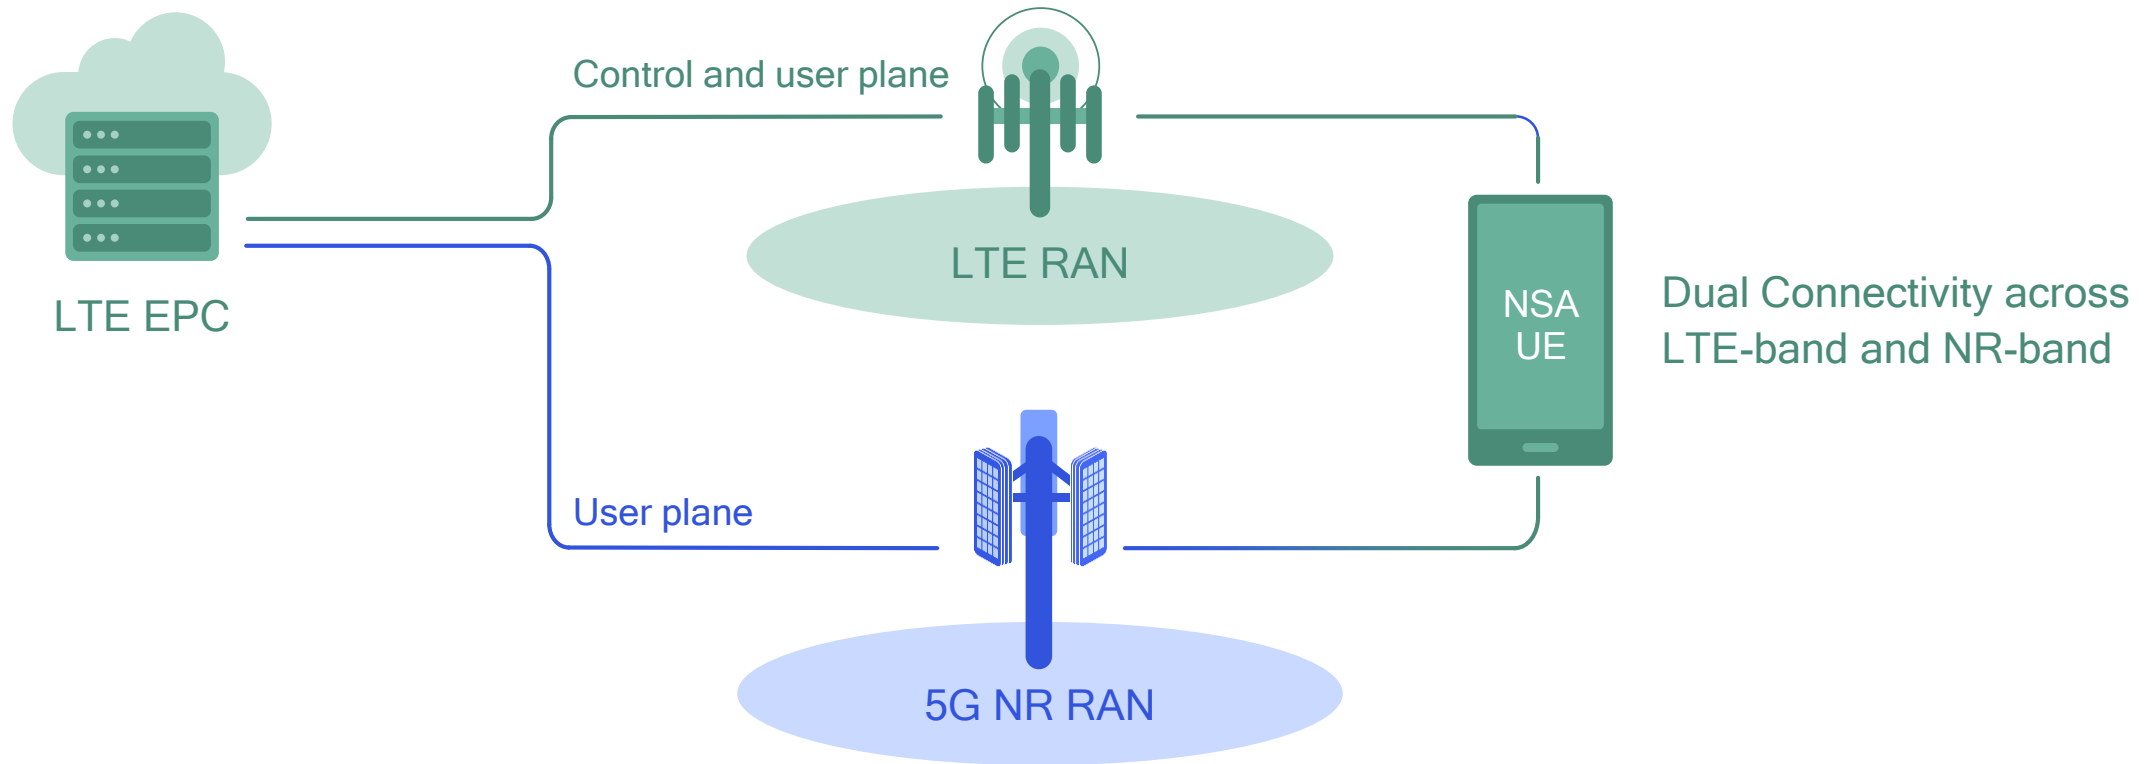 Control and user plane
LTE RAN
LTE EPC
NSA
UE
Dual Connectivity across
LTE-band and NR-band
User plane
5G NR RAN